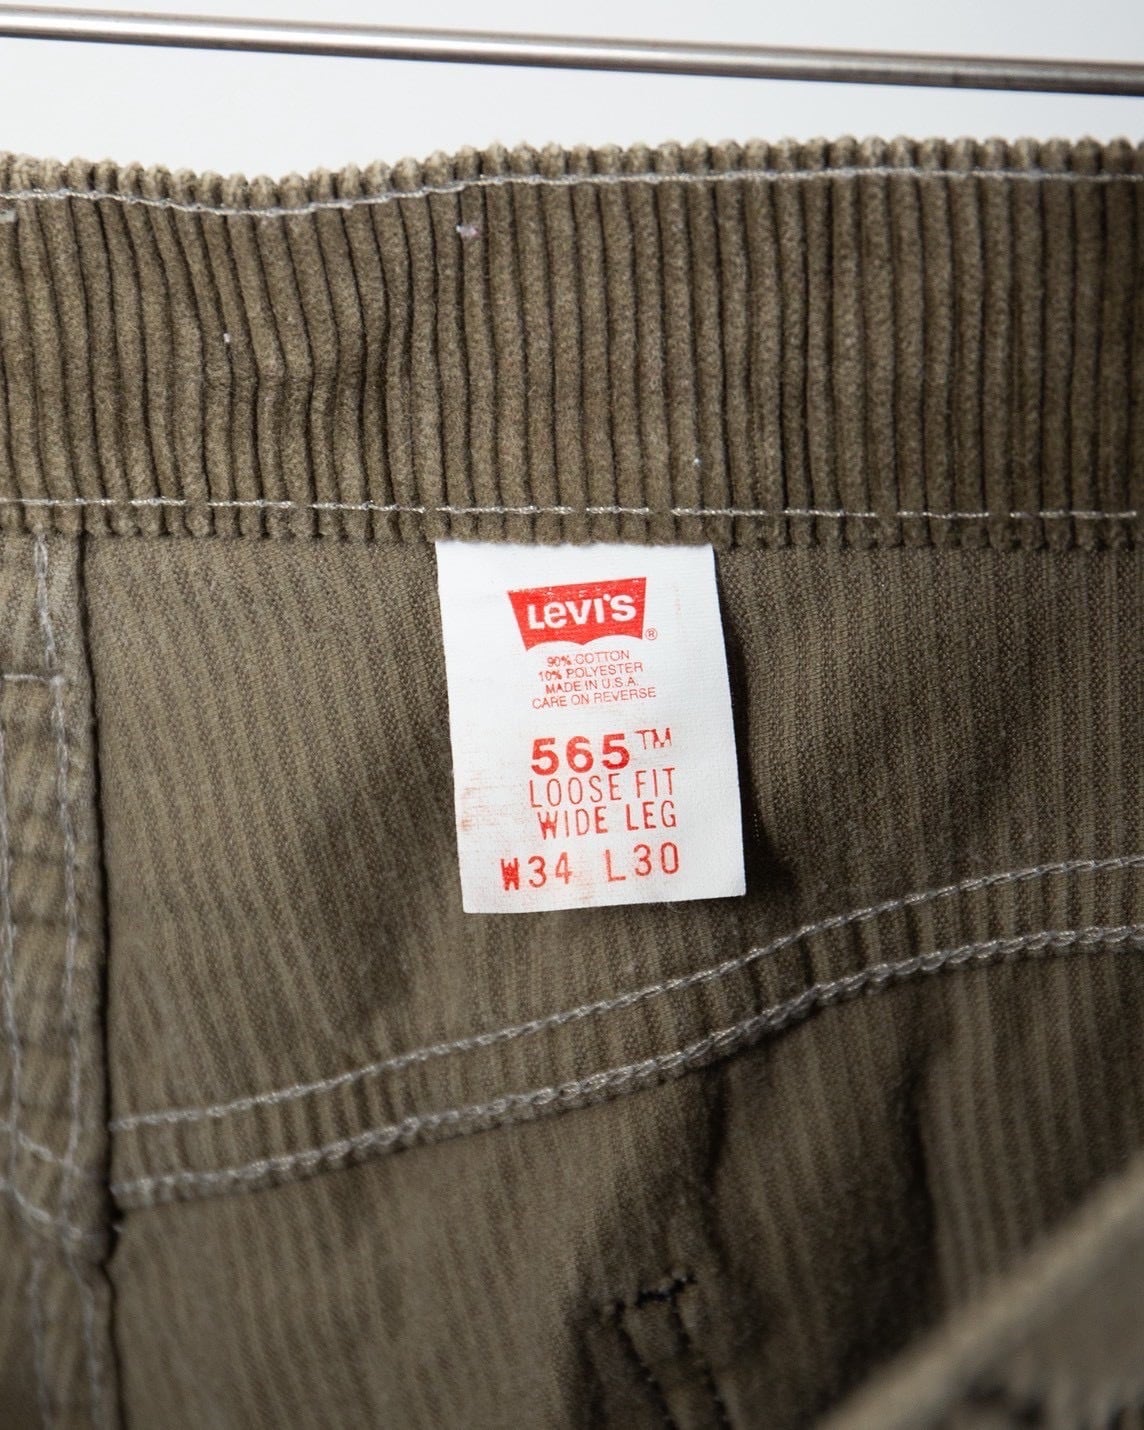 Levi's ®
90% COTTON
10% POLYESTER
MADE IN U.S.A.
CARE ON REVERSE
565™
LOOSE FIT
WIDE LEG
W34 L30